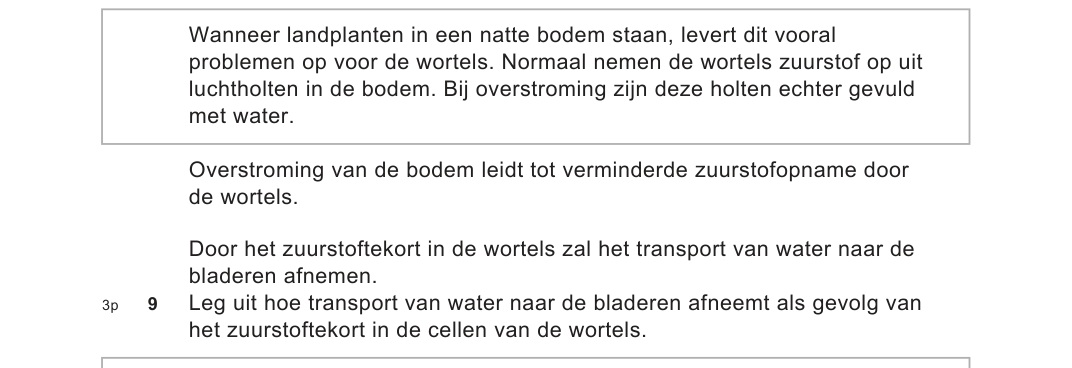 Wanneer landplanten in een natte bodem staan, levert dit vooral
problemen op voor de wortels. Normaal nemen de wortels zuurstof op uit
luchtholten in de bodem. Bij overstroming zijn deze holten echter gevuld
met water.
Overstroming van de bodem leidt tot verminderde zuurstofopname door
de wortels.
Door het zuurstoftekort in de wortels zal het transport van water naar de
bladeren afnemen.
3p 9 Leg uit hoe transport van water naar de bladeren afneemt als gevolg van
het zuurstoftekort in de cellen van de wortels.